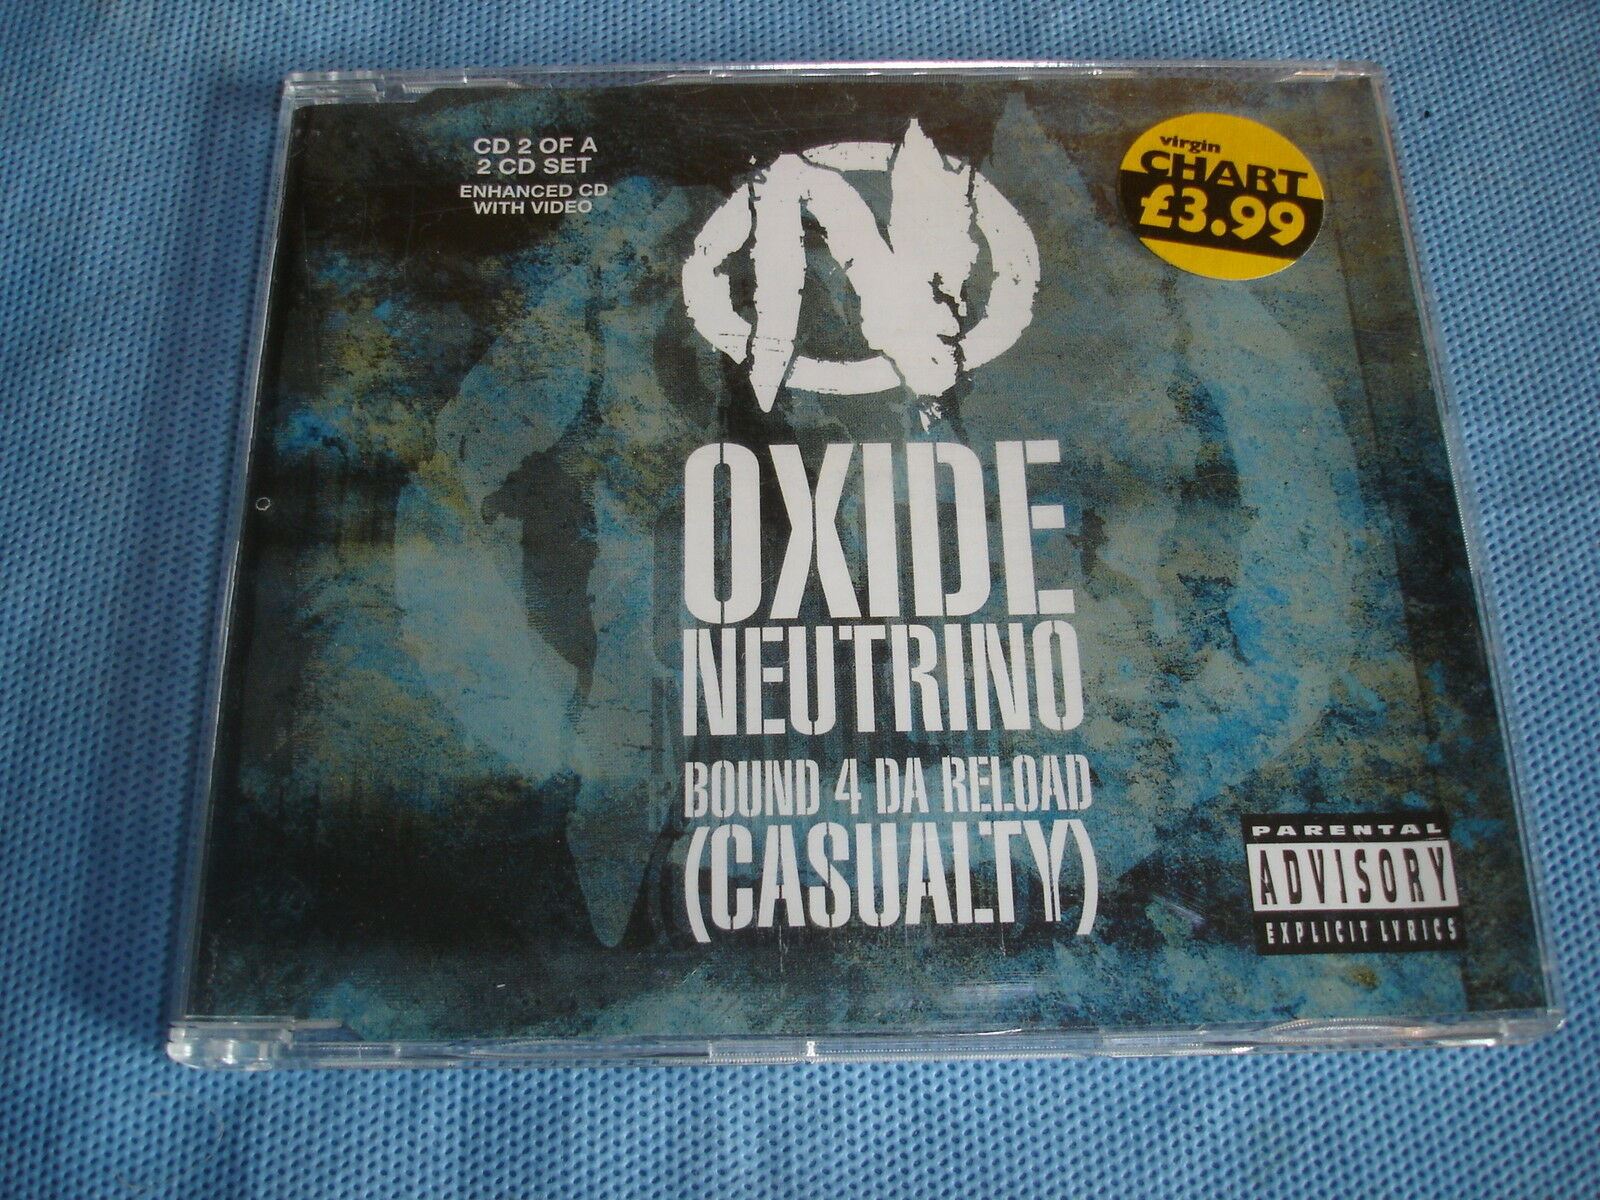 CD 2 OF A
2 CD SET
ENHANCED CD
WITH VIDEO
N
virgin
CHART
£3.99
OXIDE
NEUTRINO
BOUND 4 DA RELOAD
(CASUALTY)
PARENTAL
ADVISORY
EXPLICIT LYRICS